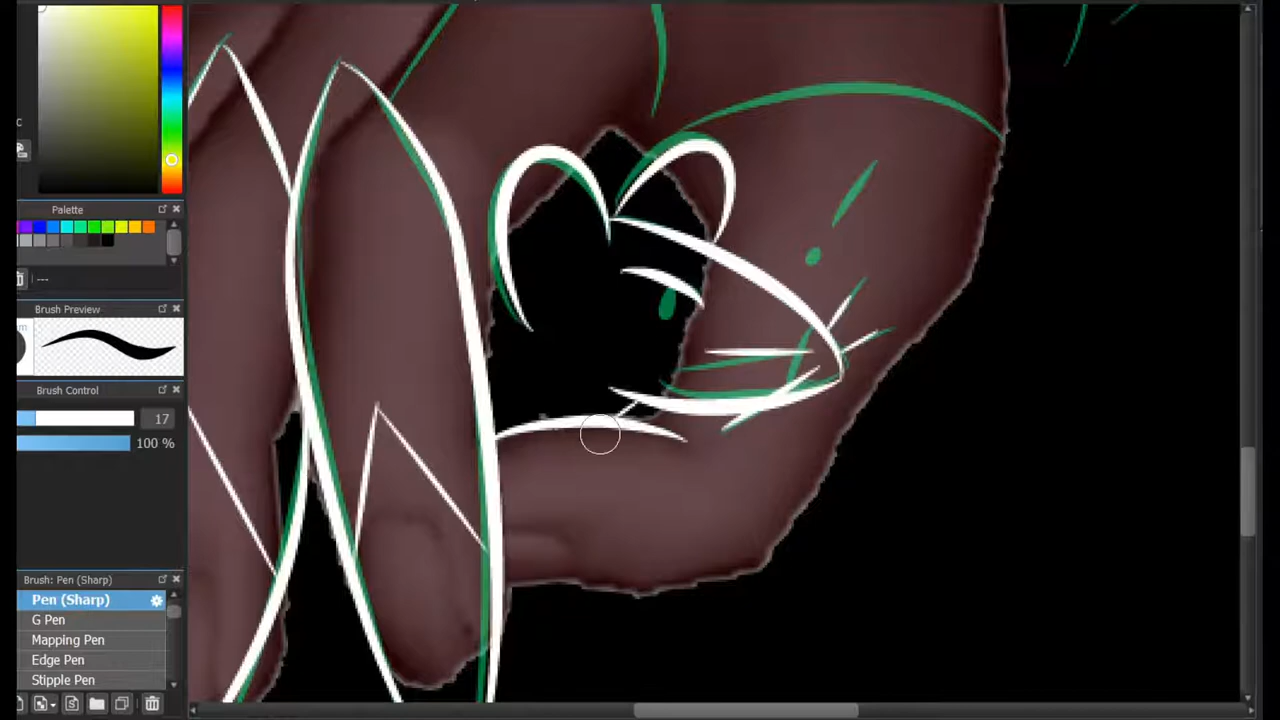 c
Palette
---
Brush Preview
m
Brush Control
17
100 %
Brush: Pen (Sharp)
Pen (Sharp)
G Pen
Mapping Pen
Edge Pen
Stipple Pen